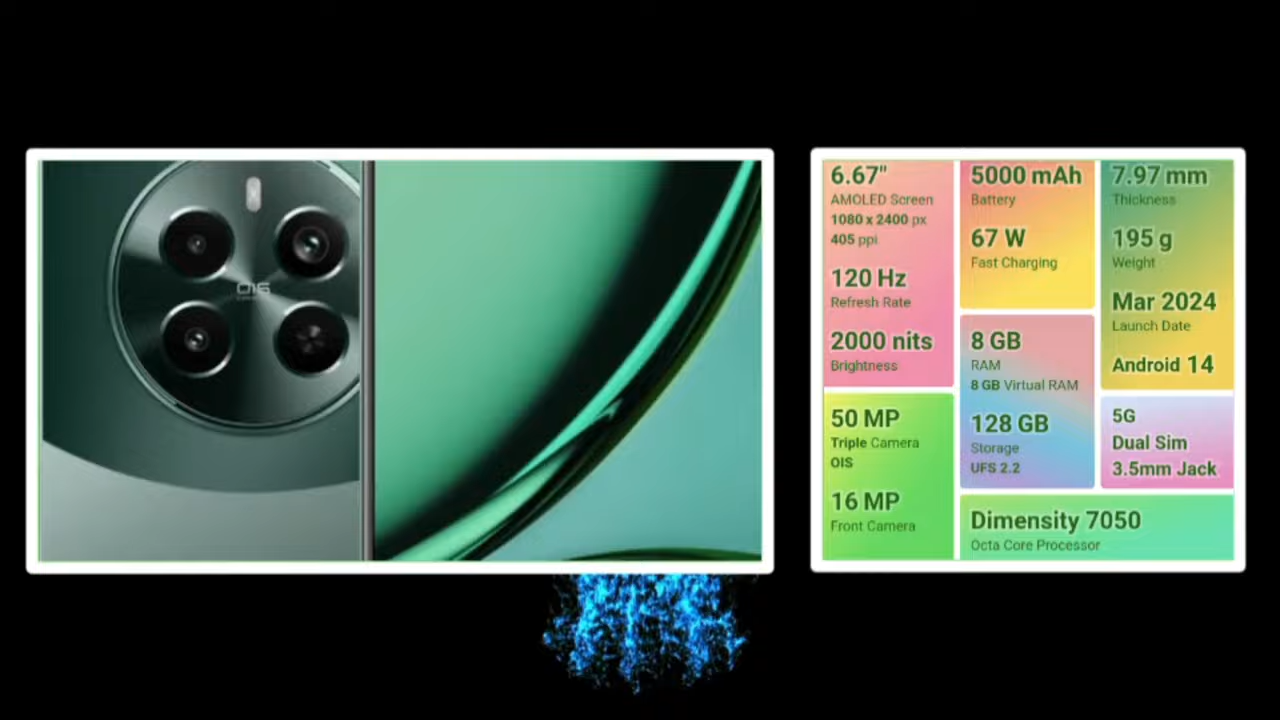 OIS
6.67"
AMOLED Screen
1080 x 2400 px
405 ppi
120 Hz
Refresh Rate
2000 nits
Brightness
50 MP
Triple Camera
OIS
16 MP
Front Camera
5000 mAh
Battery
67 W
Fast Charging
8 GB
RAM
8 GB Virtual RAM
128 GB
Storage
UFS 2.2
7.97 mm
Thickness
195 g
Weight
Mar 2024
Launch Date
Android 14
5G
Dual Sim
3.5mm Jack
Dimensity 7050
Octa Core Processor